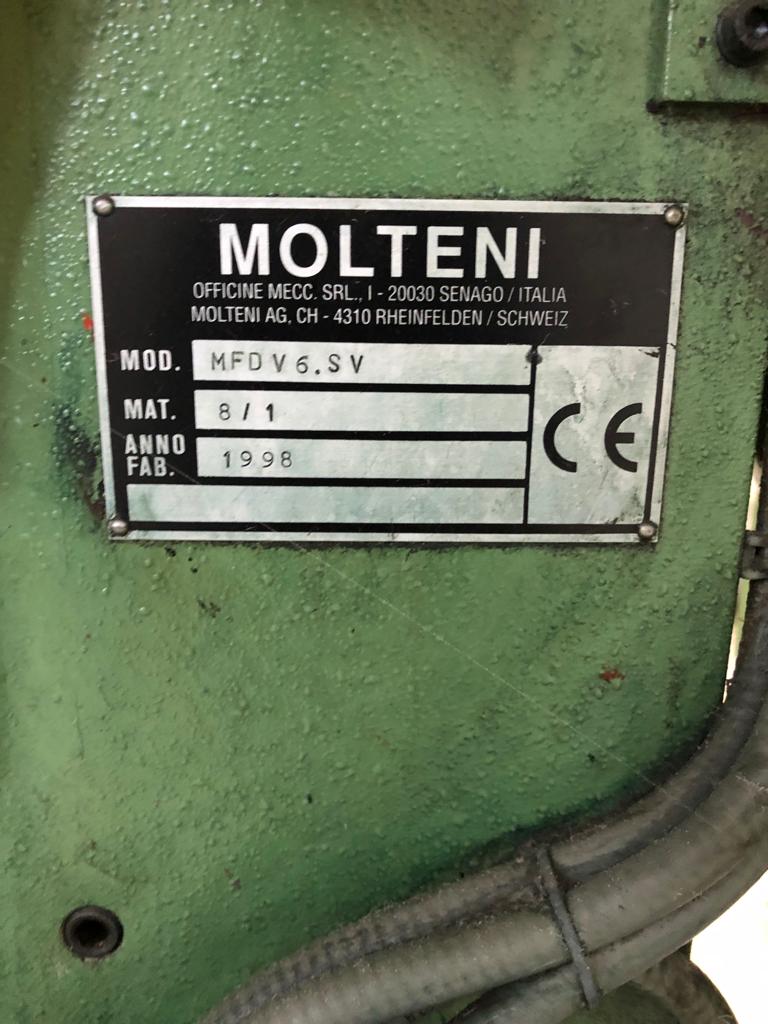 MOLTENI
OFFICINE MECC. SRL., I - 20030 SENAGO / ITALIA
MOLTENI AG, CH - 4310 RHEINFELDEN / SCHWEIZ
MOD. MFDV6.SV
MAT. 8/1
ANNO FAB. 1998
CE